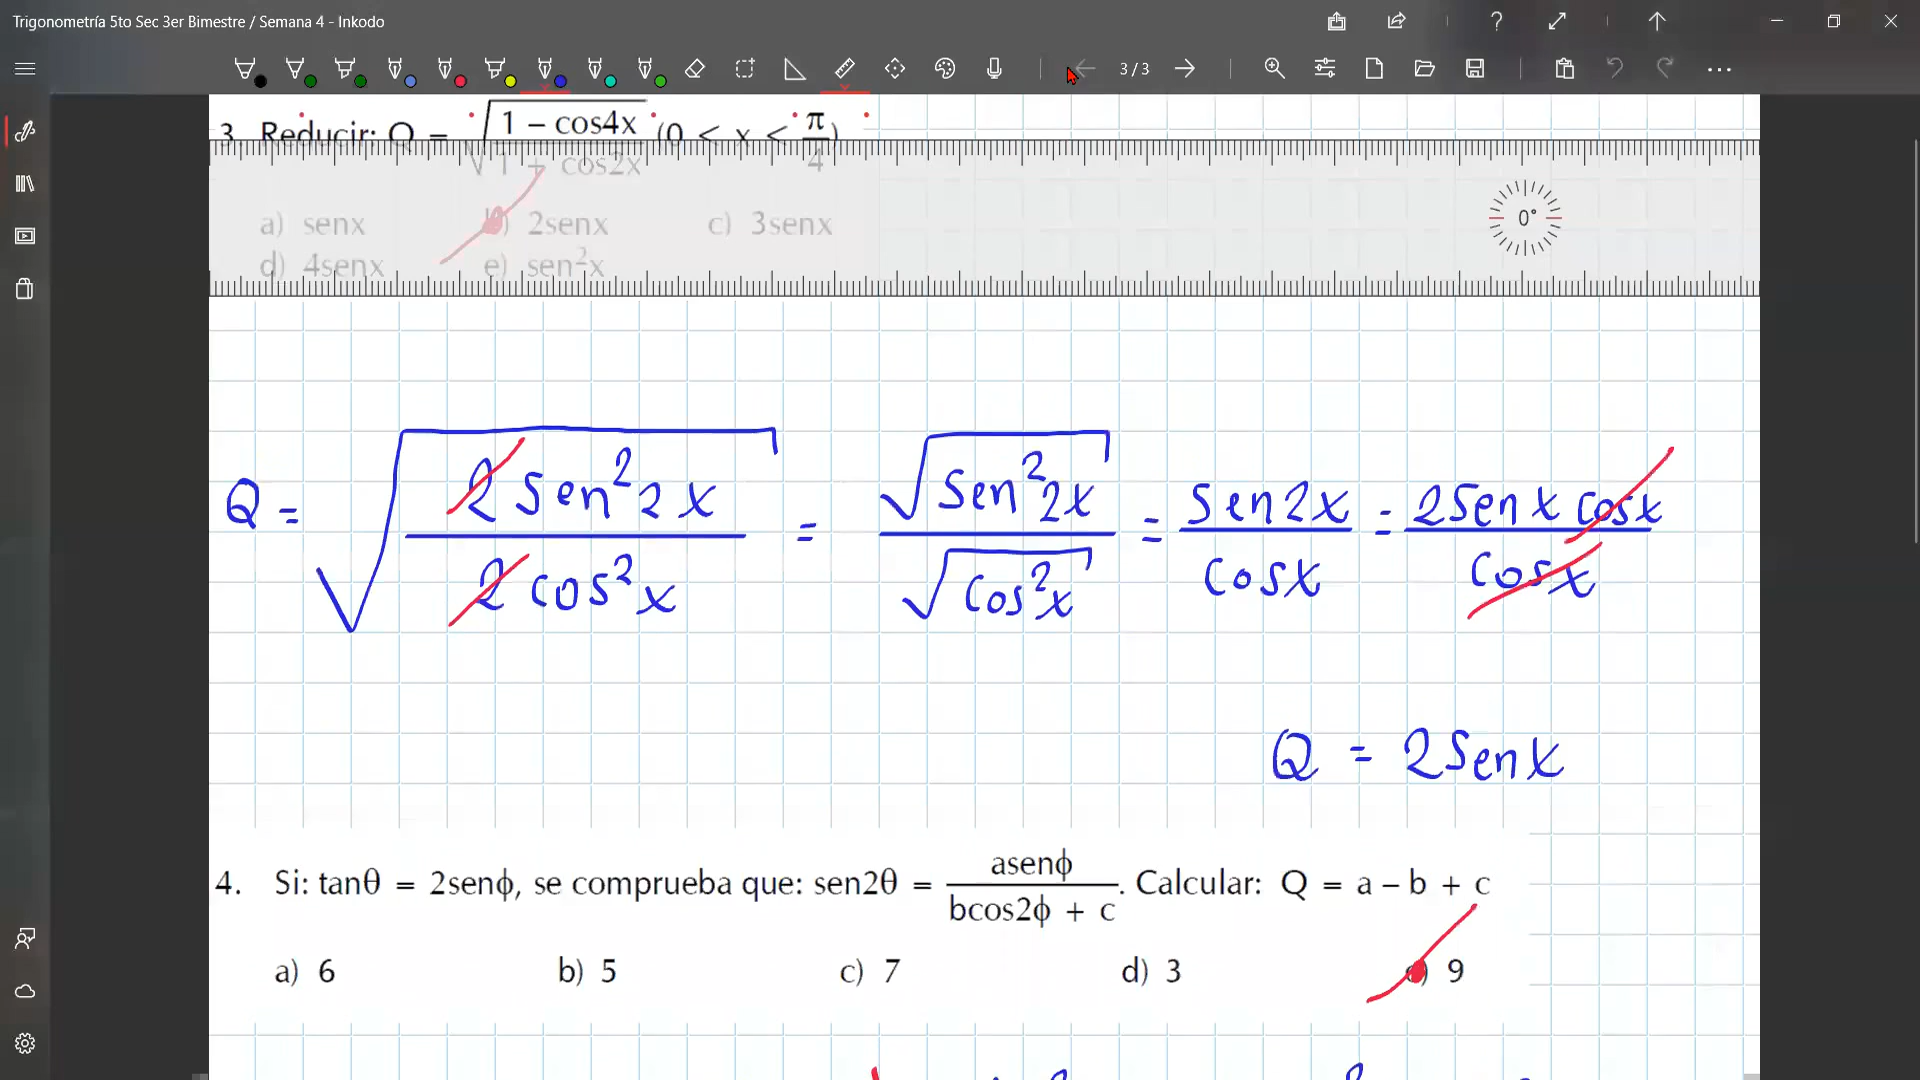 Trigonometría 5to Sec 3er Bimestre / Semana 4 - Inkodo
3 / 3
3. Reducir: Q = √((1 – cos4x)/(1 + cos2x)) (0 < x < π/4)
a) senx b) 2senx c) 3senx
d) 4senx e) sen²x
0°
Q = √(2 Sen²2x / 2 cos²x) = √Sen²2x / √Cos²x = Sen2x / Cosx = 2Senx cosx / Cosx
Q = 2Senx
4. Si: tanθ = 2senϕ, se comprueba que: sen2θ = asenϕ / (bcos2ϕ + c). Calcular: Q = a – b + c
a) 6 b) 5 c) 7 d) 3 e) 9